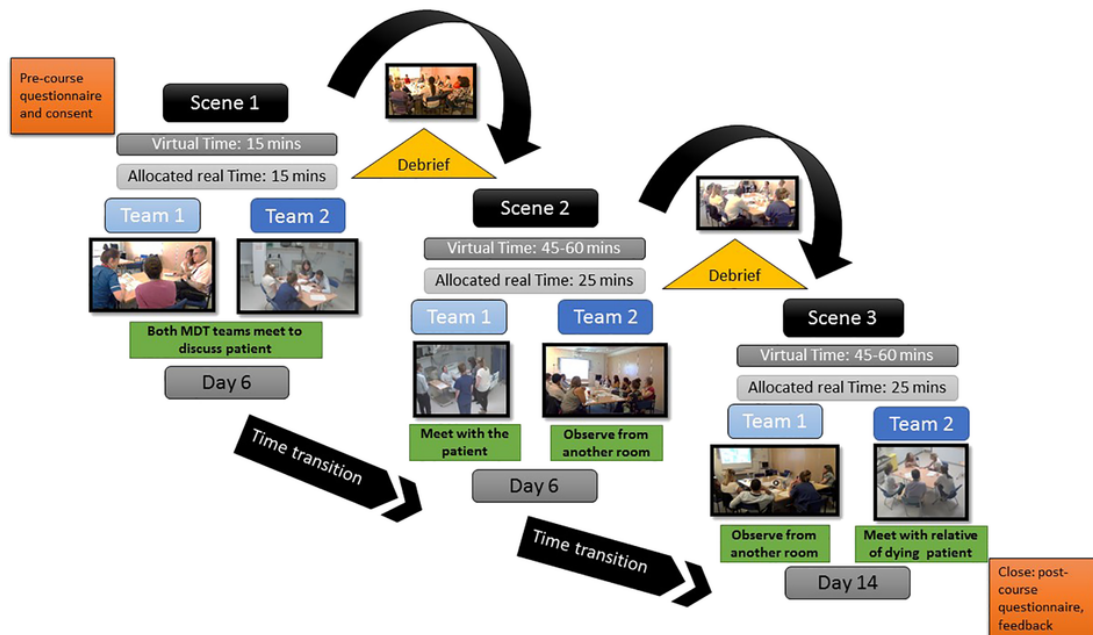 Pre-course
questionnaire
and consent
Scene 1
Virtual Time: 15 mins
Allocated real Time: 15 mins
Team 1
Team 2
Both MDT teams meet to
discuss patient
Day 6
Debrief
Time transition
Scene 2
Virtual Time: 45-60 mins
Allocated real Time: 25 mins
Team 1
Team 2
Meet with the
patient
Observe from
another room
Day 6
Debrief
Time transition
Scene 3
Virtual Time: 45-60 mins
Allocated real Time: 25 mins
Team 1
Team 2
Observe from
another room
Meet with relative
of dying patient
Day 14
Close: post-
course
questionnaire,
feedback